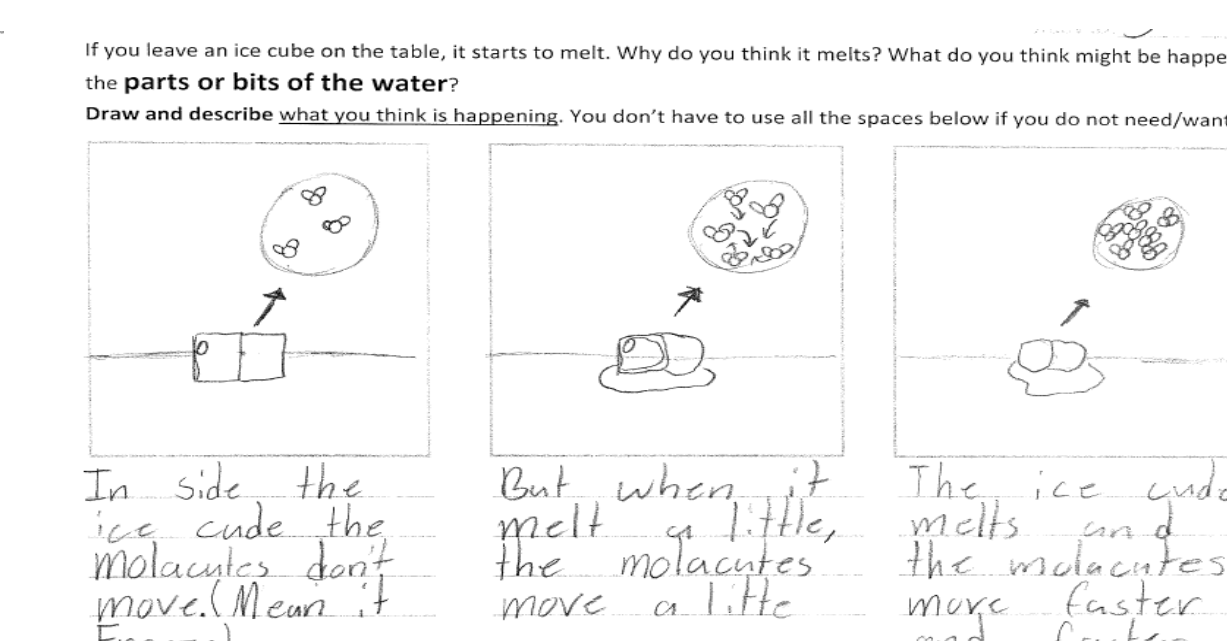 If you leave an ice cube on the table, it starts to melt. Why do you think it melts? What do you think might be happe
the parts or bits of the water?
Draw and describe what you think is happening. You don't have to use all the spaces below if you do not need/want
In side the
ice cude the
molacutes don't
move. (Mean it
But when it
melt a little,
the molacutes
move a litte
The ice cude
melts and
the molacutes
move faster
and